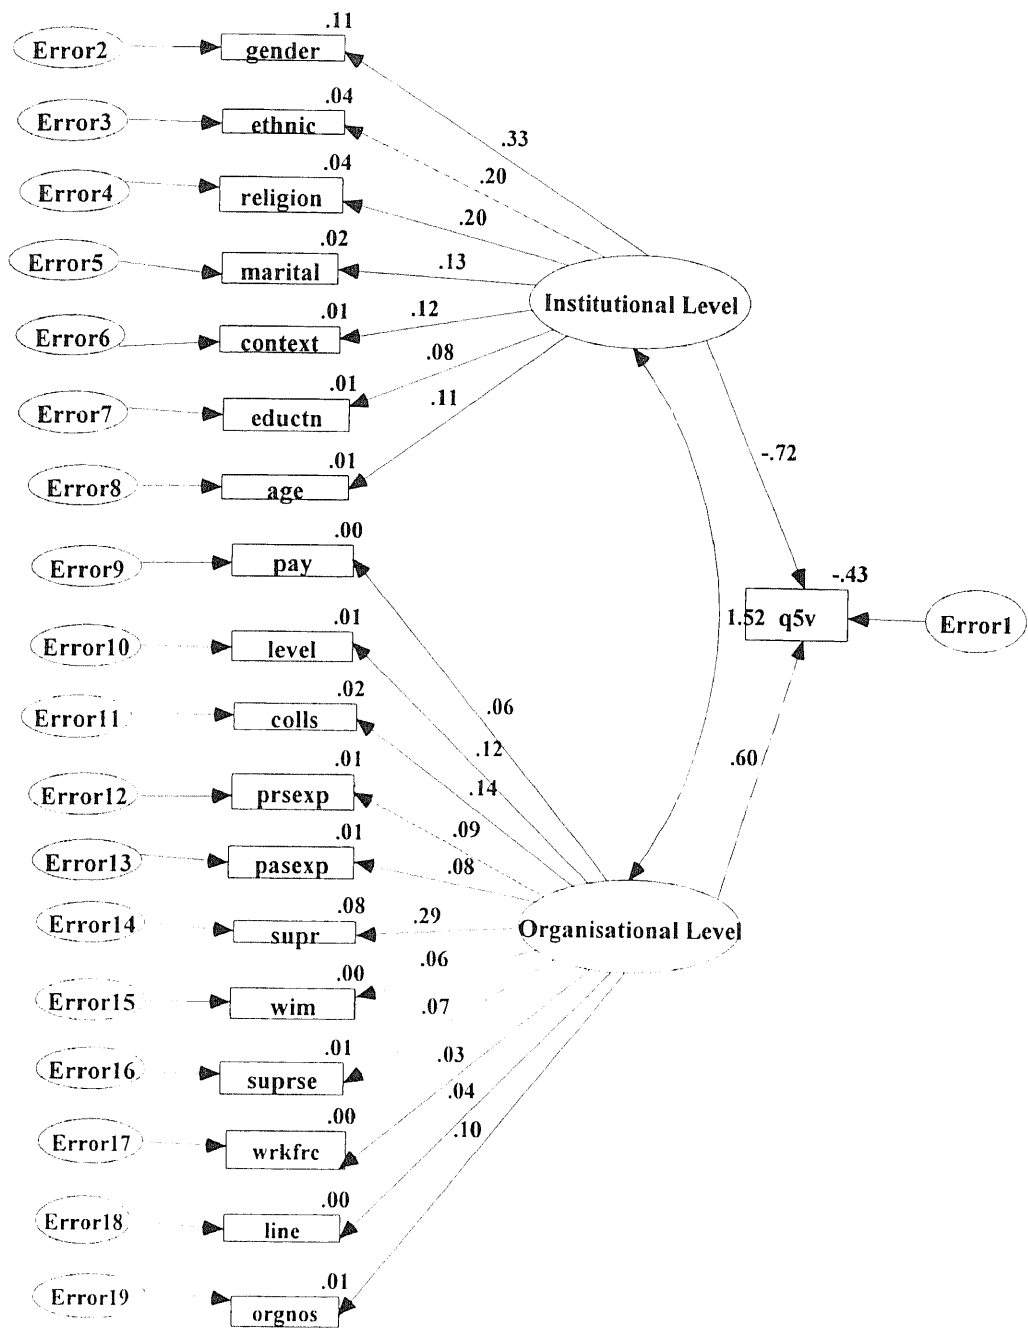 .11
Error2 gender
.04
Error3 ethnic
.33
.04
.20
Error4 religion
.20
.02
Error5 marital
.13
Institutional Level
.01
.12
Error6 context
.08
.01
Error7 eductn
.11
.01
Error8 age
-.72
.00
Error9 pay
-.43
1.52 q5v Error1
.01
Error10 level
.02
Error11 colls
.06
.12
.60
.01
.14
Error12 prsexp
.09
.01
Error13 pasexp
.08
.08
.29
Error14 supr
Organisational Level
.06
.00
Error15 wim
.07
.01
.03
Error16 suprse
.04
.00
.10
Error17 wrkfrc
.00
Error18 line
.01
Error19 orgnos